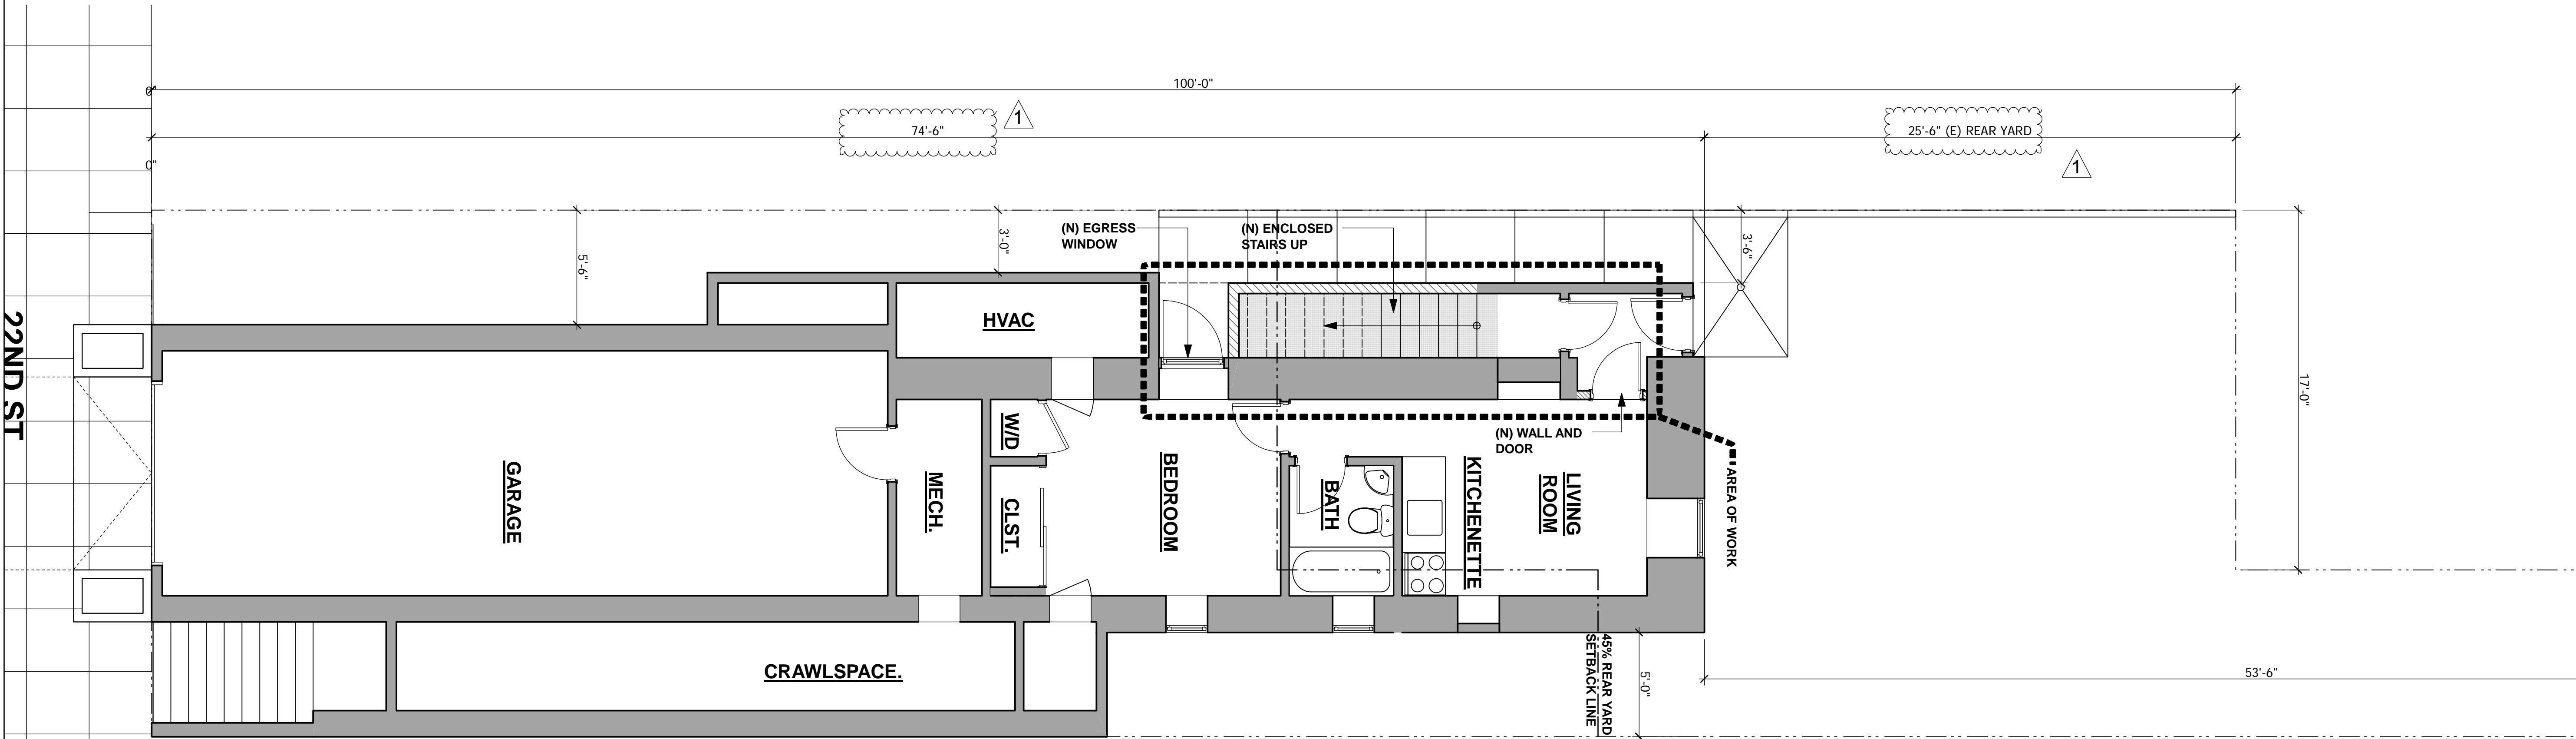 100'-0"
0"
74'-6"
1
25'-6" (E) REAR YARD
1
0"
(N) EGRESS
WINDOW
(N) ENCLOSED
STAIRS UP
3'-0"
3'-6"
5'-6"
22ND ST
HVAC
17'-0"
W/D
(N) WALL AND
DOOR
GARAGE
MECH.
CLST.
BEDROOM
BATH
KITCHENETTE
LIVING
ROOM
AREA OF WORK
CRAWLSPACE.
45% REAR YARD
SETBACK LINE
5'-0"
53'-6"